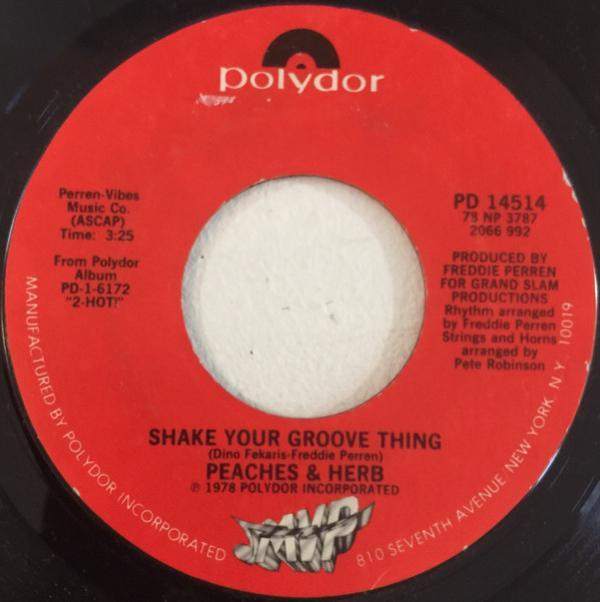 polydor
Perren-Vibes
Music Co.
(ASCAP)
Time: 3:25
From Polydor
Album
PD-1-6172
"2-HOT!"
PD 14514
78 NP 3787
2066 992
PRODUCED BY
FREDDIE PERREN
FOR GRAND SLAM
PRODUCTIONS
Rhythm arranged
by Freddie Perren
Strings and Horns
arranged by
Pete Robinson
SHAKE YOUR GROOVE THING
(Dino Fekaris-Freddie Perren)
PEACHES & HERB
℗ 1978 POLYDOR INCORPORATED
MVP
MANUFACTURED BY POLYDOR INCORPORATED
810 SEVENTH AVENUE NEW YORK, N.Y. 10019